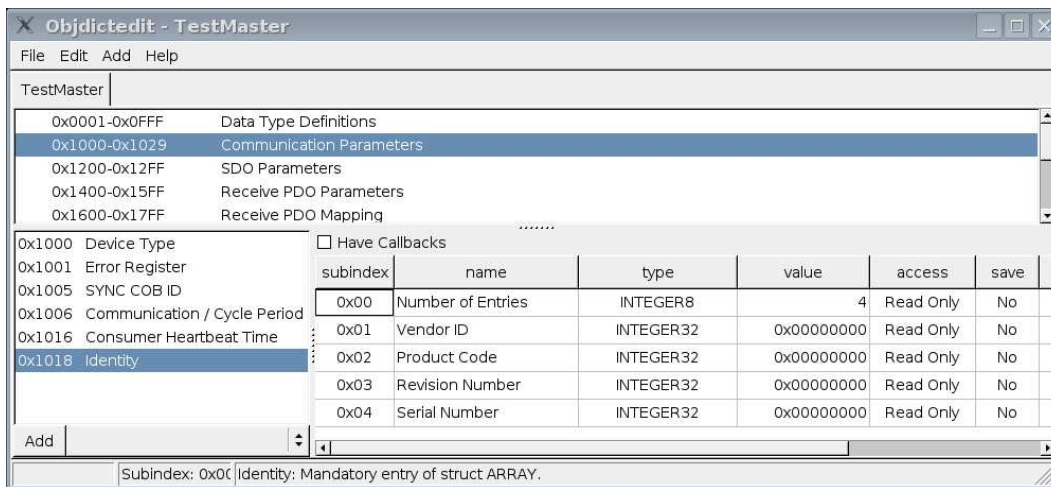 Objdictedit - TestMaster
File Edit Add Help
TestMaster
0x0001-0x0FFF Data Type Definitions
0x1000-0x1029 Communication Parameters
0x1200-0x12FF SDO Parameters
0x1400-0x15FF Receive PDO Parameters
0x1600-0x17FF Receive PDO Mapping
0x1000 Device Type
0x1001 Error Register
0x1005 SYNC COB ID
0x1006 Communication / Cycle Period
0x1016 Consumer Heartbeat Time
0x1018 Identity
Add
Have Callbacks
subindex name type value access save
0x00 Number of Entries INTEGER8 4 Read Only No
0x01 Vendor ID INTEGER32 0x00000000 Read Only No
0x02 Product Code INTEGER32 0x00000000 Read Only No
0x03 Revision Number INTEGER32 0x00000000 Read Only No
0x04 Serial Number INTEGER32 0x00000000 Read Only No
Subindex: 0x00 Identity: Mandatory entry of struct ARRAY.